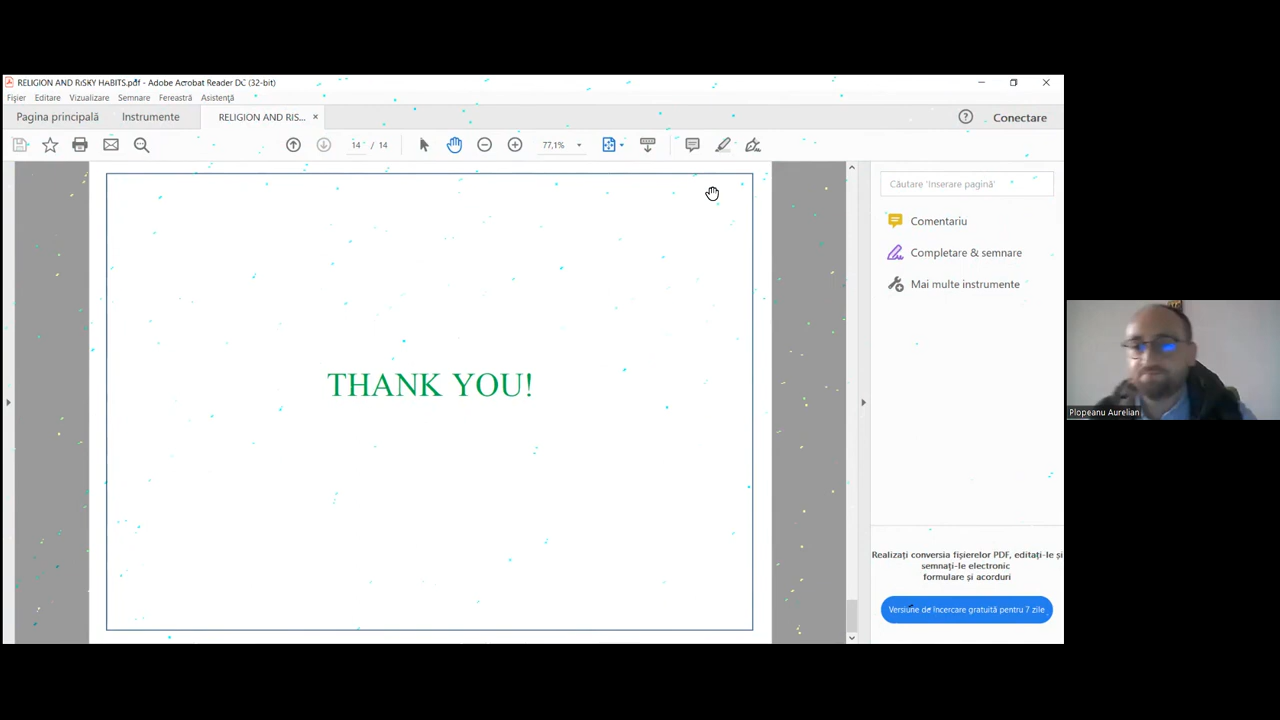 RELIGION AND RISKY HABITS.pdf - Adobe Acrobat Reader DC (32-bit)
Fișier Editare Vizualizare Semnare Fereastră Asistență
Pagina principală Instrumente RELIGION AND RIS... × Conectare
14 / 14 77,1%
Căutare 'Inserare pagină'
Comentariu
Completare & semnare
Mai multe instrumente
THANK YOU!
Plopeanu Aurelian
Realizați conversia fișierelor PDF, editați-le și
semnați-le electronic
formulare și acorduri
Versiune de încercare gratuită pentru 7 zile